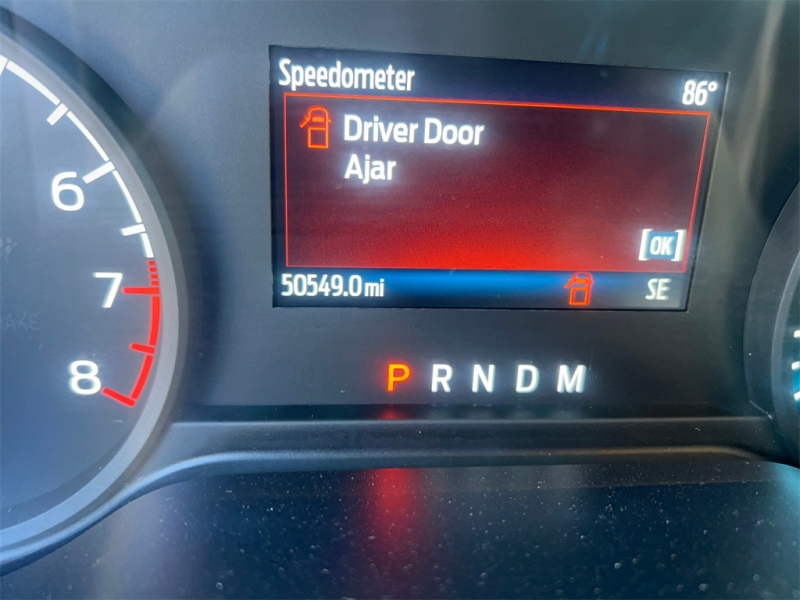 Speedometer 86°
Driver Door
Ajar
[OK]
50549.0 mi SE
6
7
8
P R N D M